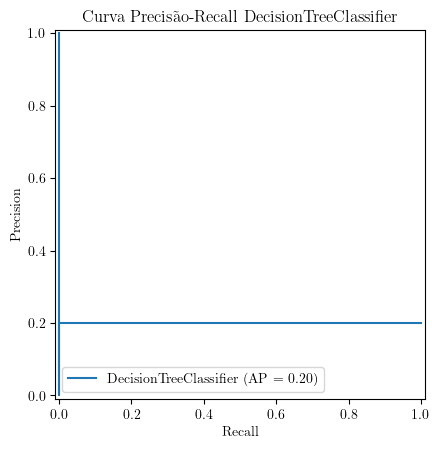 Curva Precisão-Recall DecisionTreeClassifier
1.0
0.8
0.6
0.4
0.2
0.0
Precision
DecisionTreeClassifier (AP = 0.20)
0.0 0.2 0.4 0.6 0.8 1.0
Recall